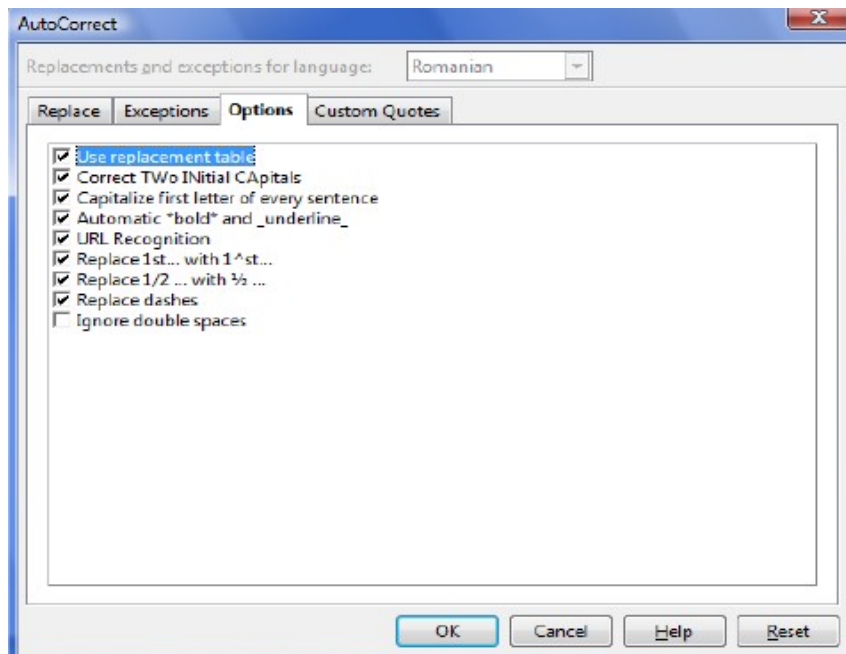 AutoCorrect
Replacements and exceptions for language: Romanian
Replace Exceptions Options Custom Quotes
Use replacement table
Correct TWo INitial CApitals
Capitalize first letter of every sentence
Automatic *bold* and _underline_
URL Recognition
Replace 1st... with 1^st...
Replace 1/2 ... with ½ ...
Replace dashes
Ignore double spaces
OK Cancel Help Reset